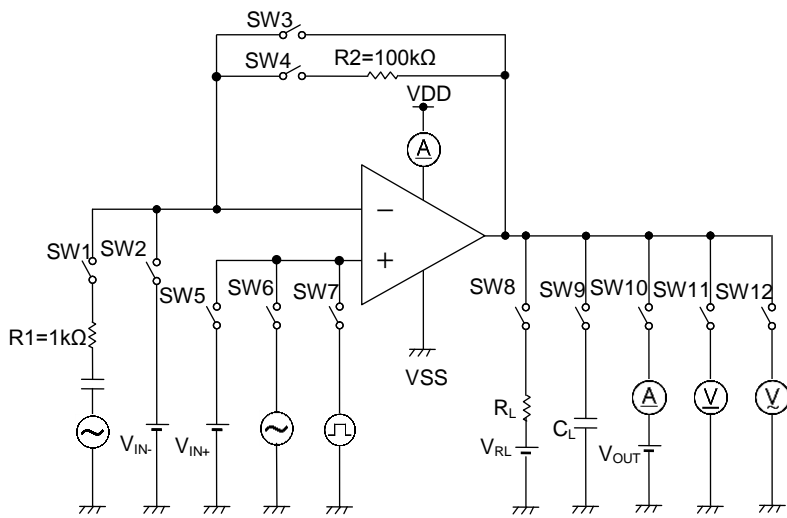 SW3
SW4
R2=100kΩ
VDD
A
−
+
SW1
SW2
SW5
SW6
SW7
SW8
SW9
SW10
SW11
SW12
R1=1kΩ
VSS
VIN-
VIN+
RL
VRL
CL
A
VOUT
V
V